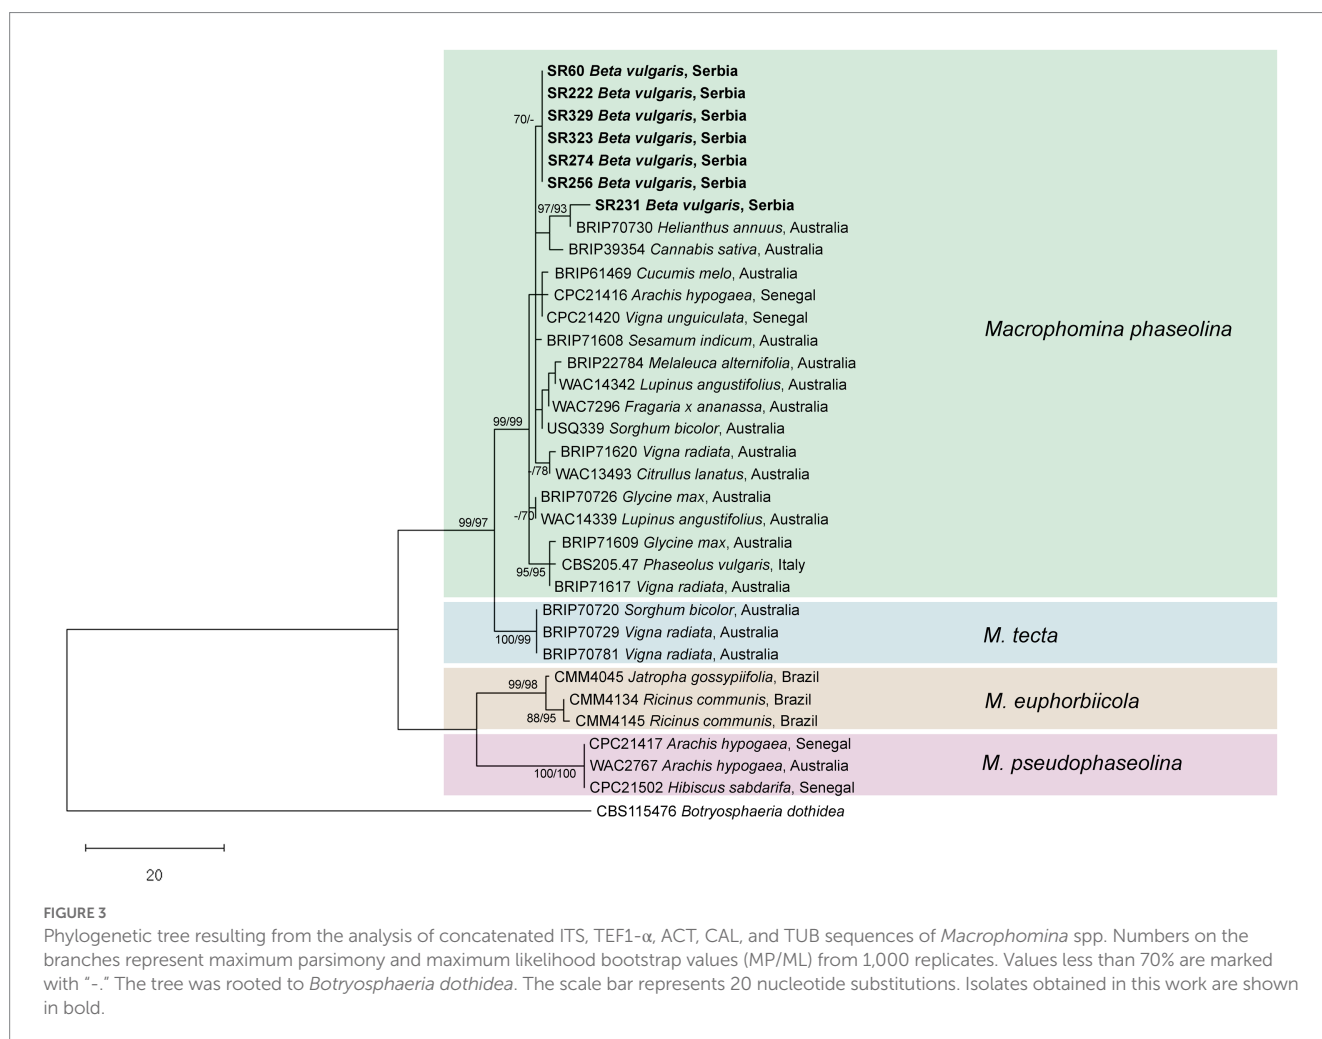 SR60 Beta vulgaris, Serbia
SR222 Beta vulgaris, Serbia
SR329 Beta vulgaris, Serbia
70/-
SR323 Beta vulgaris, Serbia
SR274 Beta vulgaris, Serbia
SR256 Beta vulgaris, Serbia
97/93
SR231 Beta vulgaris, Serbia
BRIP70730 Helianthus annuus, Australia
BRIP39354 Cannabis sativa, Australia
BRIP61469 Cucumis melo, Australia
CPC21416 Arachis hypogaea, Senegal
CPC21420 Vigna unguiculata, Senegal
Macrophomina phaseolina
BRIP71608 Sesamum indicum, Australia
BRIP22784 Melaleuca alternifolia, Australia
WAC14342 Lupinus angustifolius, Australia
WAC7296 Fragaria x ananassa, Australia
99/99
USQ339 Sorghum bicolor, Australia
BRIP71620 Vigna radiata, Australia
-/78
WAC13493 Citrullus lanatus, Australia
BRIP70726 Glycine max, Australia
-/70
WAC14339 Lupinus angustifolius, Australia
99/97
BRIP71609 Glycine max, Australia
CBS205.47 Phaseolus vulgaris, Italy
95/95
BRIP71617 Vigna radiata, Australia
BRIP70720 Sorghum bicolor, Australia
BRIP70729 Vigna radiata, Australia
M. tecta
100/99
BRIP70781 Vigna radiata, Australia
CMM4045 Jatropha gossypiifolia, Brazil
99/98
CMM4134 Ricinus communis, Brazil
M. euphorbiicola
88/95
CMM4145 Ricinus communis, Brazil
CPC21417 Arachis hypogaea, Senegal
WAC2767 Arachis hypogaea, Australia
M. pseudophaseolina
100/100
CPC21502 Hibiscus sabdarifa, Senegal
CBS115476 Botryosphaeria dothidea
20
FIGURE 3
Phylogenetic tree resulting from the analysis of concatenated ITS, TEF1-α, ACT, CAL, and TUB sequences of Macrophomina spp. Numbers on the
branches represent maximum parsimony and maximum likelihood bootstrap values (MP/ML) from 1,000 replicates. Values less than 70% are marked
with “-.” The tree was rooted to Botryosphaeria dothidea. The scale bar represents 20 nucleotide substitutions. Isolates obtained in this work are shown
in bold.